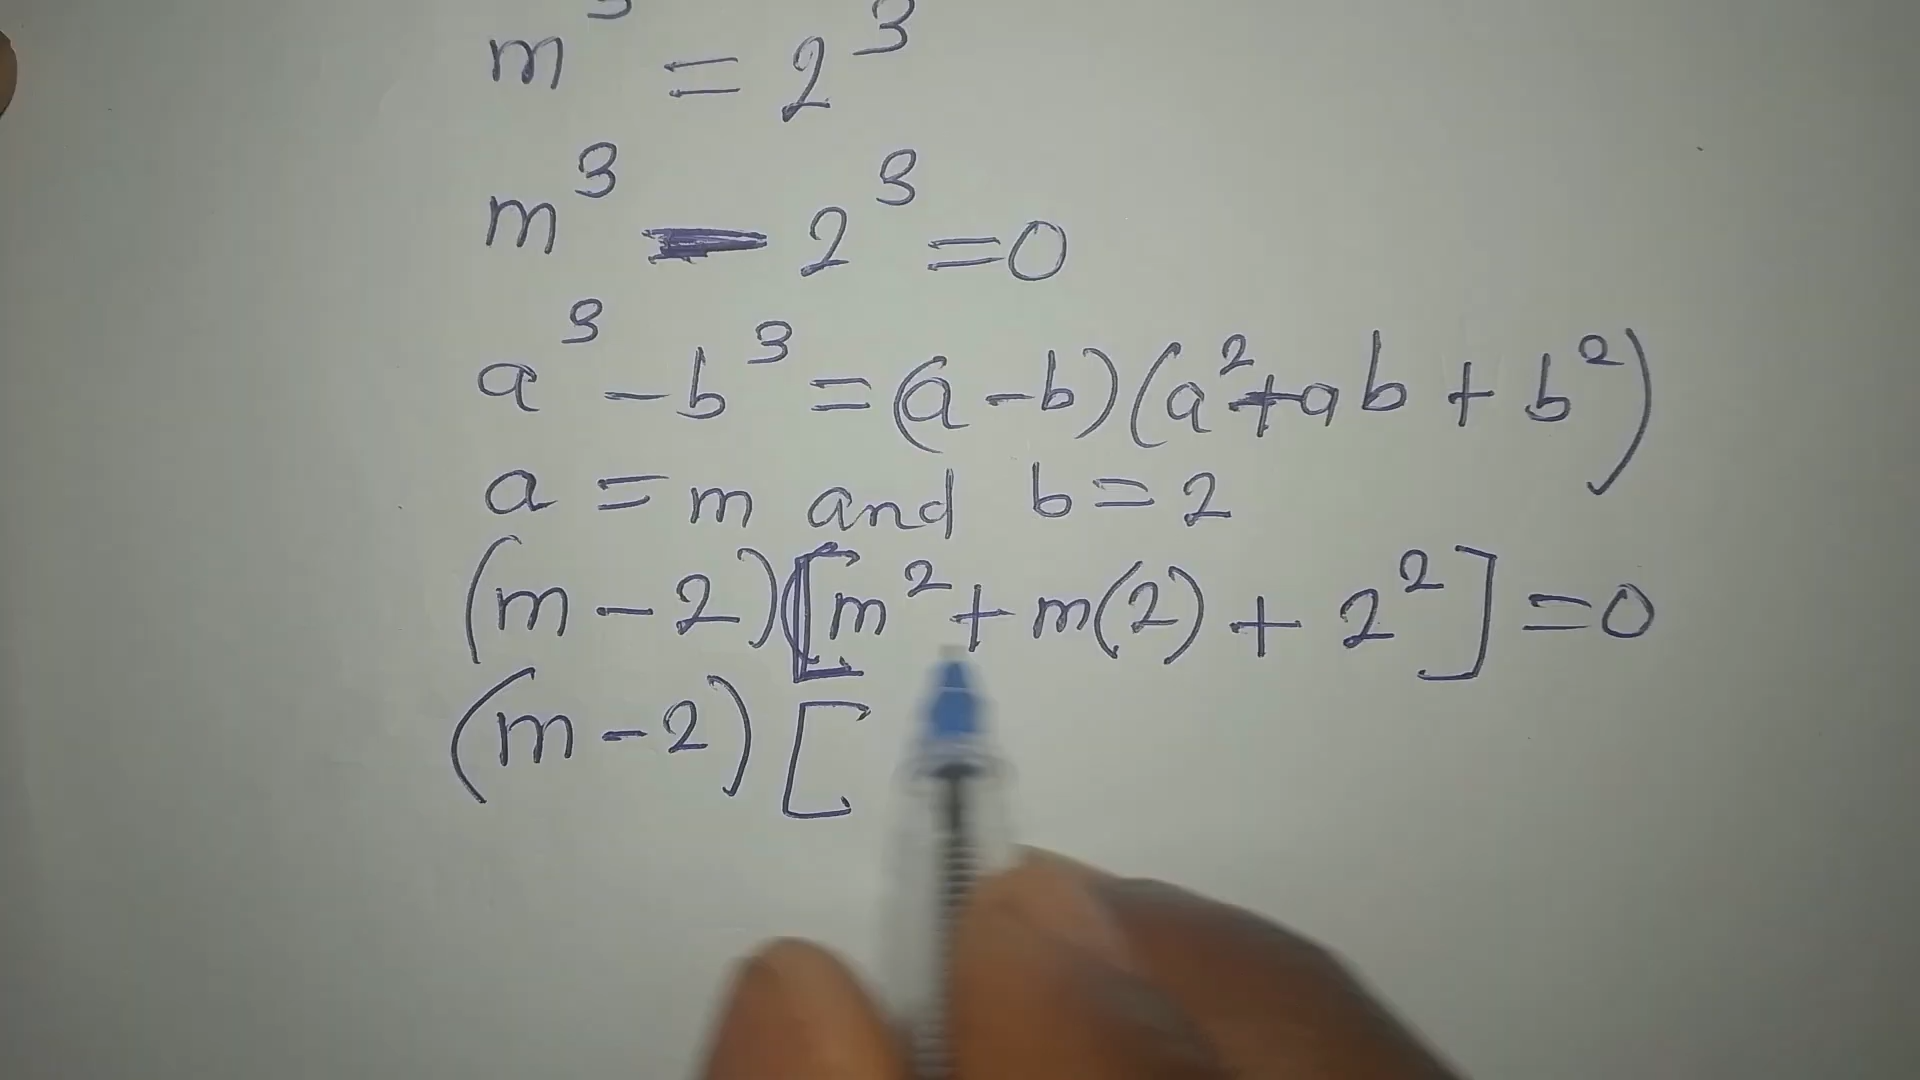 m³ = 2³
m³ - 2³ = 0
a³ - b³ = (a - b)(a² + ab + b²)
a = m and b = 2
(m - 2)[m² + m(2) + 2²] = 0
(m - 2)[